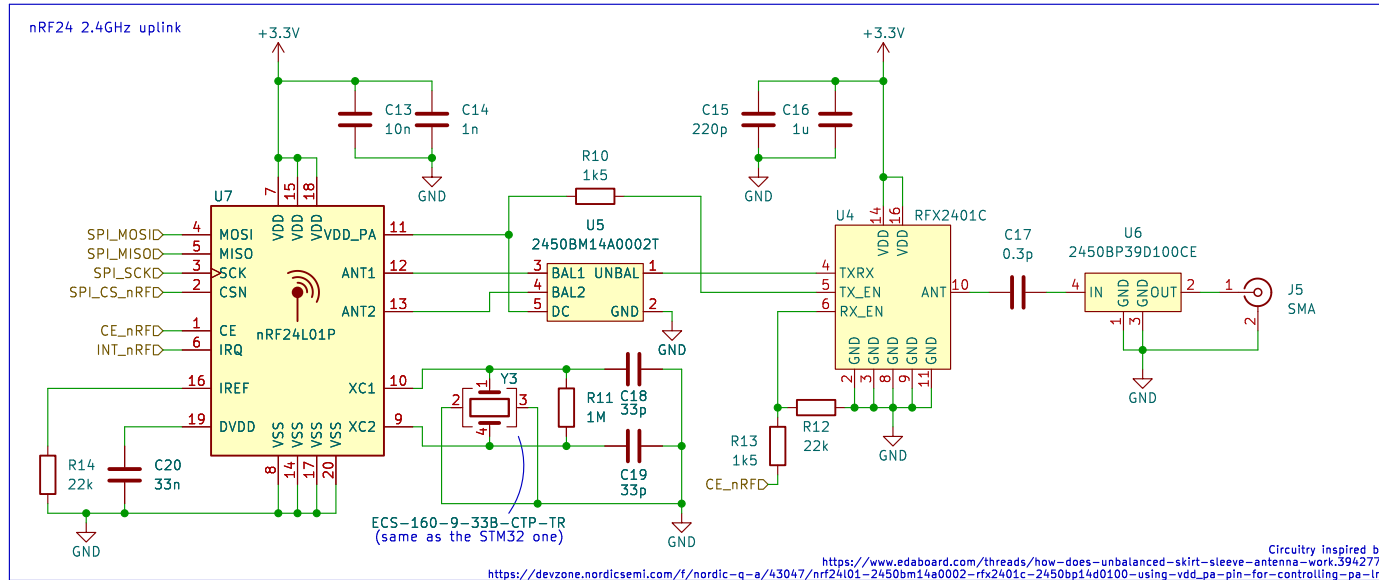 nRF24 2.4GHz uplink
+3.3V
+3.3V
C13
10n
C14
1n
C15
220p
C16
1u
GND
GND
R10
1k5
U7
7
15
18
VDD
VDD
VDD
SPI_MOSI 4 MOSI
SPI_MISO 5 MISO
SPI_SCK 3 SCK
SPI_CS_nRF 2 CSN
CE_nRF 1 CE
INT_nRF 6 IRQ
16 IREF
19 DVDD
VDD_PA 11
ANT1 12
ANT2 13
XC1 10
XC2 9
nRF24L01P
VSS
VSS
VSS
VSS
8
14
17
20
U5
2450BM14A0002T
3 BAL1 UNBAL 1
4 BAL2
5 DC GND 2
GND
U4
RFX2401C
14
16
VDD
VDD
4 TXRX
5 TX_EN
6 RX_EN
ANT 10
GND
GND
GND
GND
GND
2
3
8
9
11
C17
0.3p
U6
2450BP39D100CE
4 IN GND GND OUT 2
1
3
1
2
J5
SMA
GND
Y3
1
2
3
4
R11
1M
C18
33p
C19
33p
R13
1k5
R12
22k
CE_nRF
GND
R14
22k
C20
33n
GND
ECS-160-9-33B-CTP-TR
(same as the STM32 one)
GND
Circuitry inspired b
https://www.edaboard.com/threads/how-does-unbalanced-skirt-sleeve-antenna-work.394277
https://devzone.nordicsemi.com/f/nordic-q-a/43047/nrf24l01-2450bm14a0002-rfx2401c-2450bp14d0100-using-vdd_pa-pin-for-controlling-pa-lr